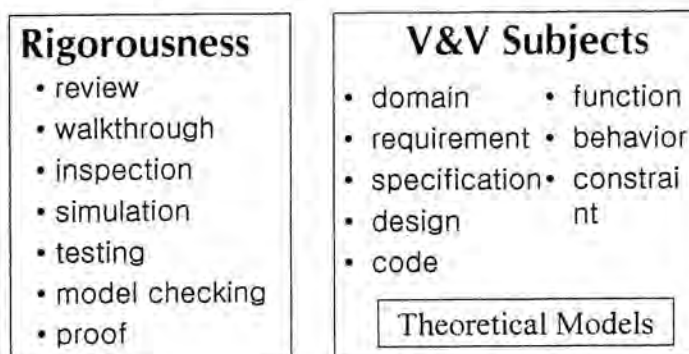 Rigorousness
• review
• walkthrough
• inspection
• simulation
• testing
• model checking
• proof
V&V Subjects
• domain
• requirement
• specification
• design
• code
• function
• behavior
• constrai
nt
Theoretical Models